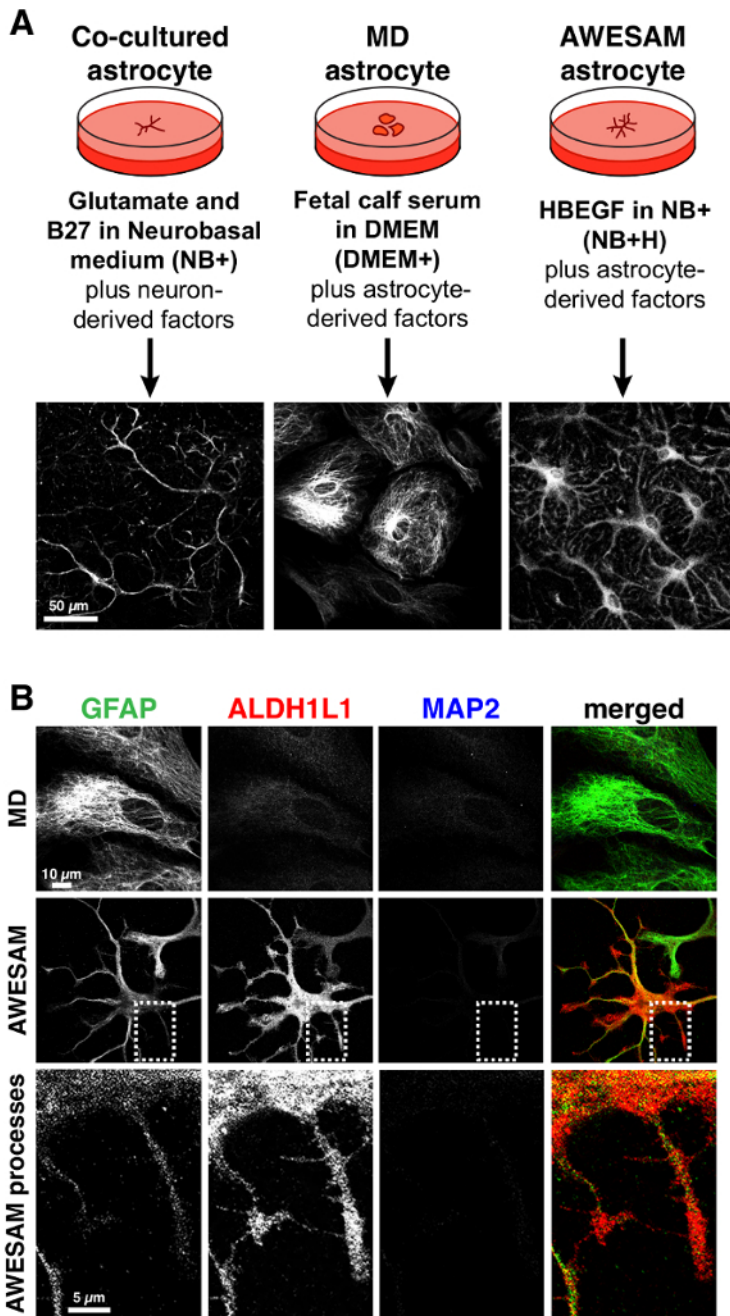 A
Co-cultured
astrocyte
MD
astrocyte
AWESAM
astrocyte
Glutamate and
B27 in Neurobasal
medium (NB+)
plus neuron-
derived factors
Fetal calf serum
in DMEM
(DMEM+)
plus astrocyte-
derived factors
HBEGF in NB+
(NB+H)
plus astrocyte-
derived factors
50 µm
B
GFAP
ALDH1L1
MAP2
merged
MD
10 µm
AWESAM
AWESAM processes
5 µm